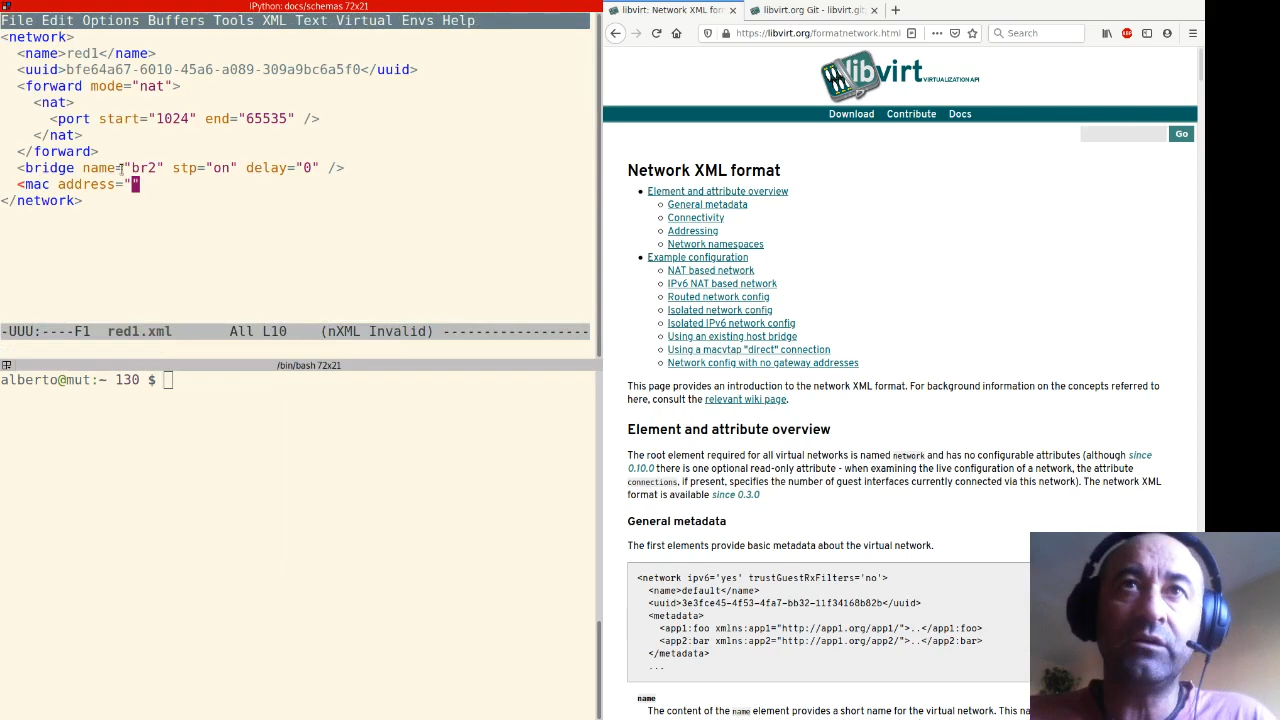 IPython: docs/schemas 72x21
File Edit Options Buffers Tools XML Text Virtual Envs Help
<network>
<name>red1</name>
<uuid>bfe64a67-6010-45a6-a089-309a9bc6a5f0</uuid>
<forward mode="nat">
<nat>
<port start="1024" end="65535" />
</nat>
</forward>
<bridge name="br2" stp="on" delay="0" />
<mac address=""
</network>
-UUU:----F1 red1.xml All L10 (nXML Invalid) ------------------
/bin/bash 72x21
alberto@mut:~ 130 $
libvirt: Network XML format
libvirt.org Git - libvirt.git
https://libvirt.org/formatnetwork.html
Search
libvirt VIRTUALIZATION API
Download Contribute Docs
Go
Network XML format
Element and attribute overview
General metadata
Connectivity
Addressing
Network namespaces
Example configuration
NAT based network
IPv6 NAT based network
Routed network config
Isolated network config
Isolated IPv6 network config
Using an existing host bridge
Using a macvtap "direct" connection
Network config with no gateway addresses
This page provides an introduction to the network XML format. For background information on the concepts referred to
here, consult the relevant wiki page.
Element and attribute overview
The root element required for all virtual networks is named network and has no configurable attributes (although since
0.10.0 there is one optional read-only attribute - when examining the live configuration of a network, the attribute
connections, if present, specifies the number of guest interfaces currently connected via this network). The network XML
format is available since 0.3.0
General metadata
The first elements provide basic metadata about the virtual network.
<network ipv6='yes' trustGuestRxFilters='no'>
<name>default</name>
<uuid>3e3fce45-4f53-4fa7-bb32-11f34168b82b</uuid>
<metadata>
<app1:foo xmlns:app1="http://app1.org/app1/">..</app1:foo>
<app2:bar xmlns:app2="http://app1.org/app2/">..</app2:bar>
</metadata>
...
name
The content of the name element provides a short name for the virtual network. This na